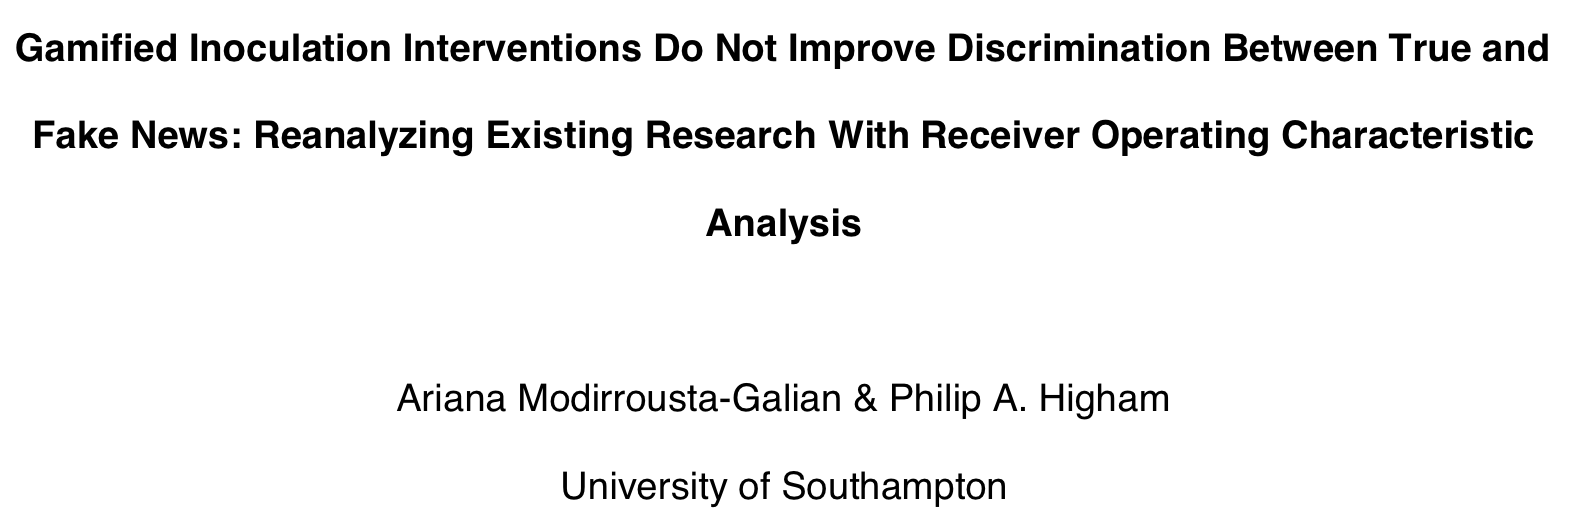 Gamified Inoculation Interventions Do Not Improve Discrimination Between True and
Fake News: Reanalyzing Existing Research With Receiver Operating Characteristic
Analysis
Ariana Modirrousta-Galian & Philip A. Higham
University of Southampton